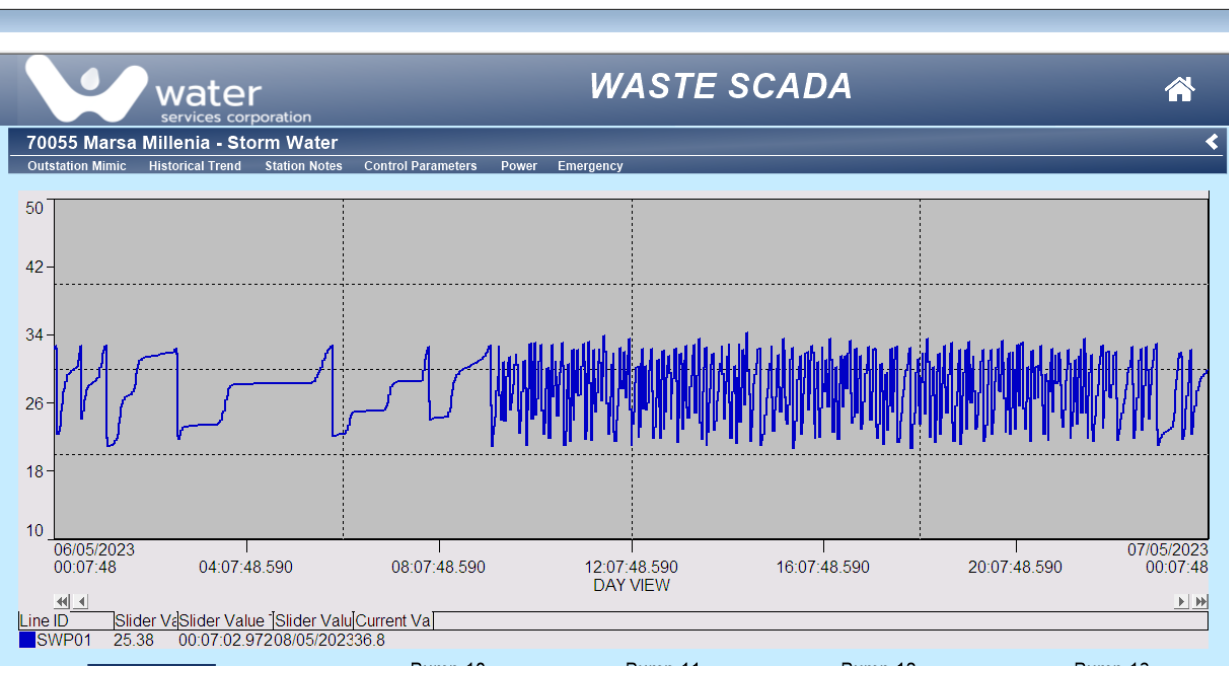 water
services corporation
WASTE SCADA
70055 Marsa Millenia - Storm Water
Outstation Mimic Historical Trend Station Notes Control Parameters Power Emergency
50
42
34
26
18
10
06/05/2023 07/05/2023
00:07:48 04:07:48.590 08:07:48.590 12:07:48.590 16:07:48.590 20:07:48.590 00:07:48
DAY VIEW
Line ID Slider Va Slider Value Slider Valu Current Va
SWP01 25.38 00:07:02.972 08/05/2023 36.8